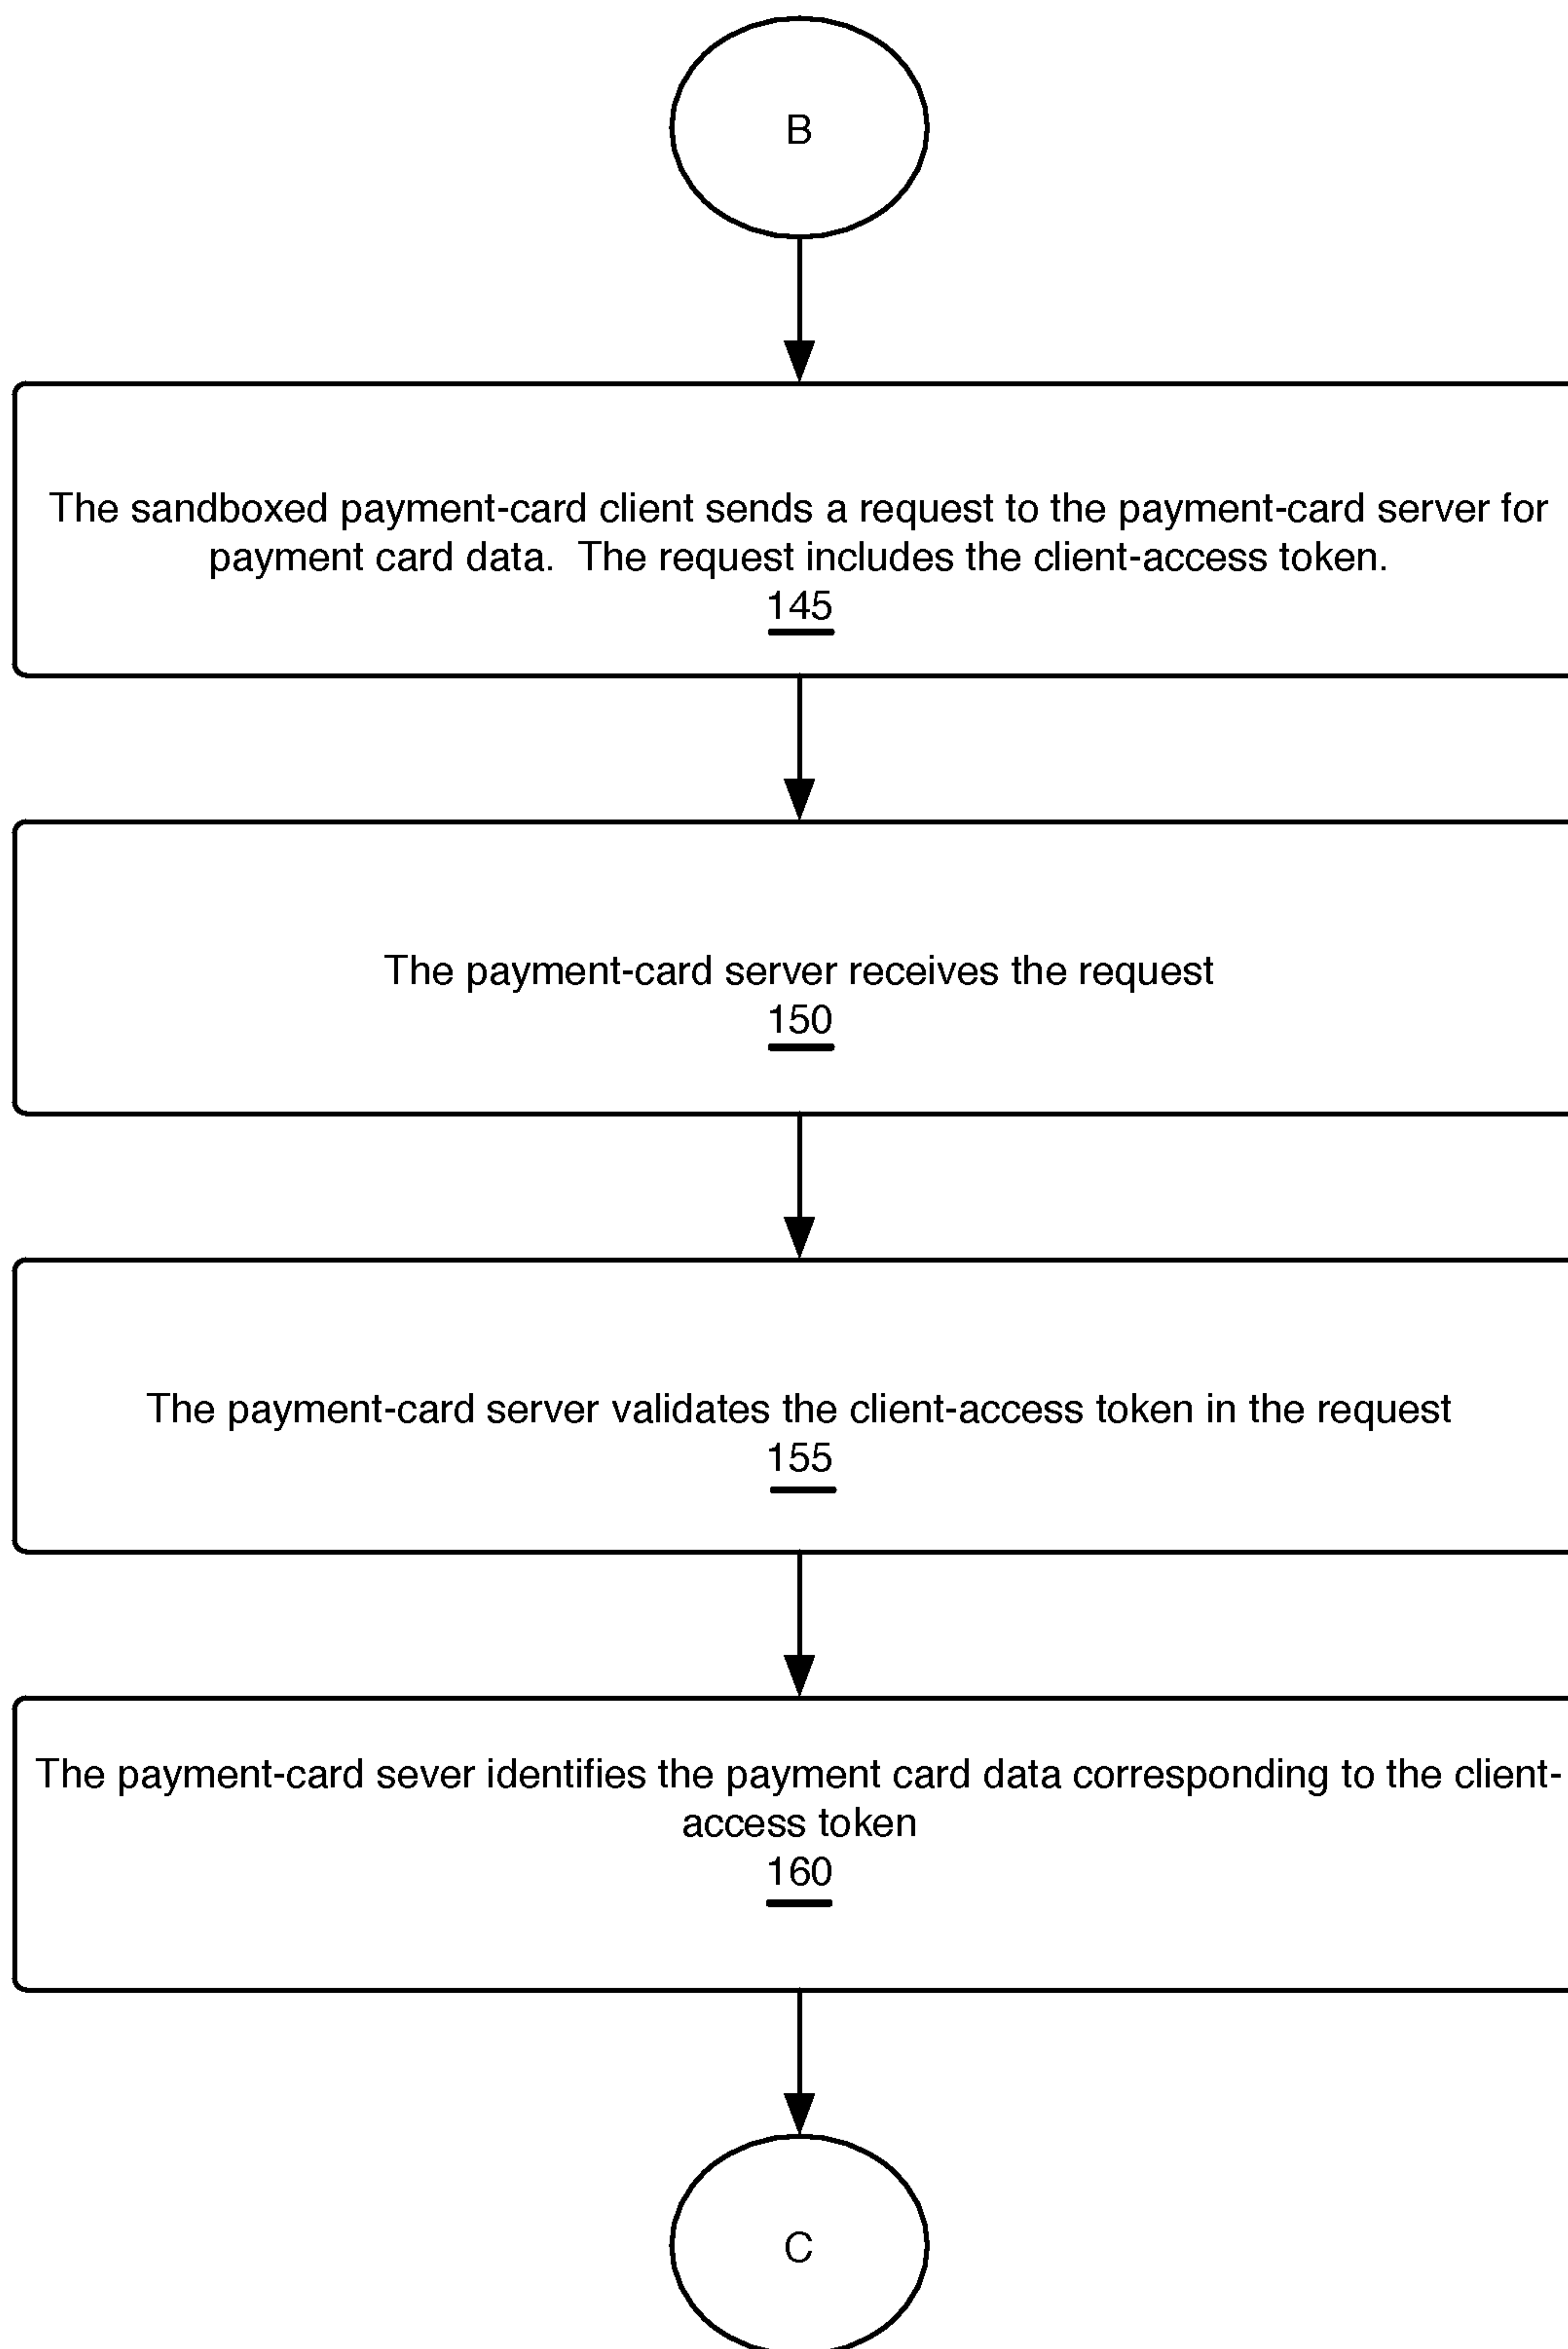 B
The sandboxed payment-card client sends a request to the payment-card server for
payment card data.  The request includes the client-access token.
145
The payment-card server receives the request
150
The payment-card server validates the client-access token in the request
155
The payment-card sever identifies the payment card data corresponding to the client-
access token
160
C